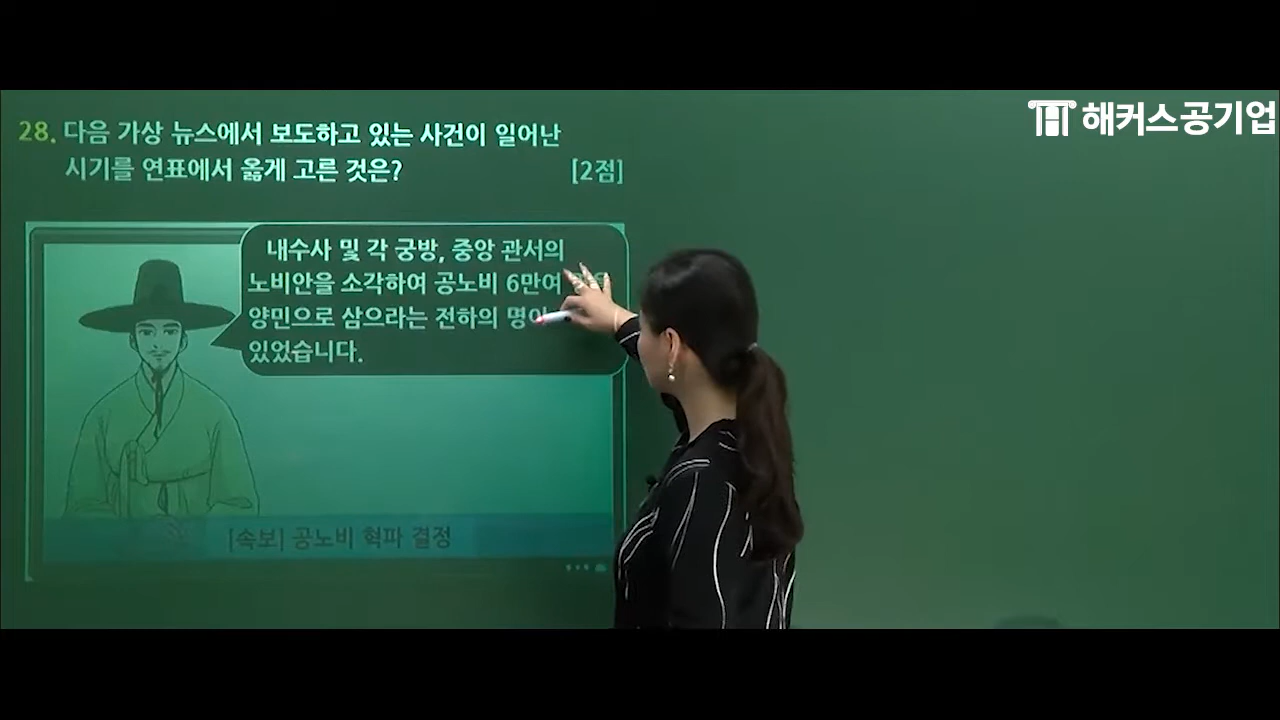 해커스공기업
28. 다음 가상 뉴스에서 보도하고 있는 사건이 일어난
시기를 연표에서 옳게 고른 것은? [2점]
내수사 및 각 궁방, 중앙 관서의
노비안을 소각하여 공노비 6만여
양민으로 삼으라는 전하의
있었습니다.
[속보] 공노비 혁파 결정